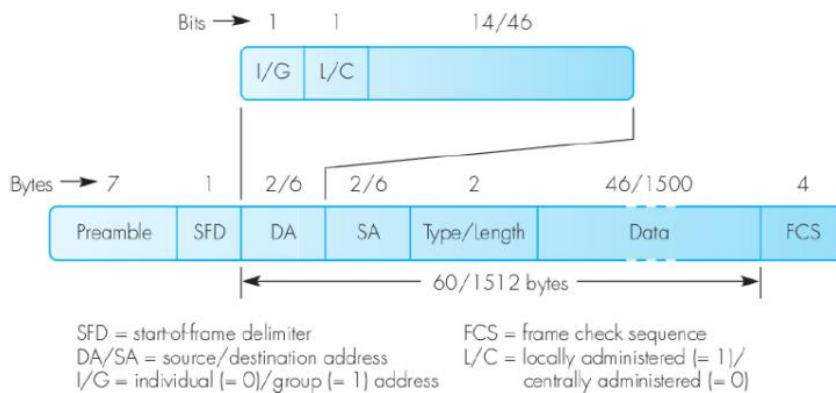 Bits → 1 1 14/46
I/G L/C
Bytes → 7 1 2/6 2/6 2 46/1500 4
Preamble SFD DA SA Type/Length Data FCS
60/1512 bytes
SFD = start-of-frame delimiter
DA/SA = source/destination address
I/G = individual (= 0)/group (= 1) address
FCS = frame check sequence
L/C = locally administered (= 1)/
centrally administered (= 0)